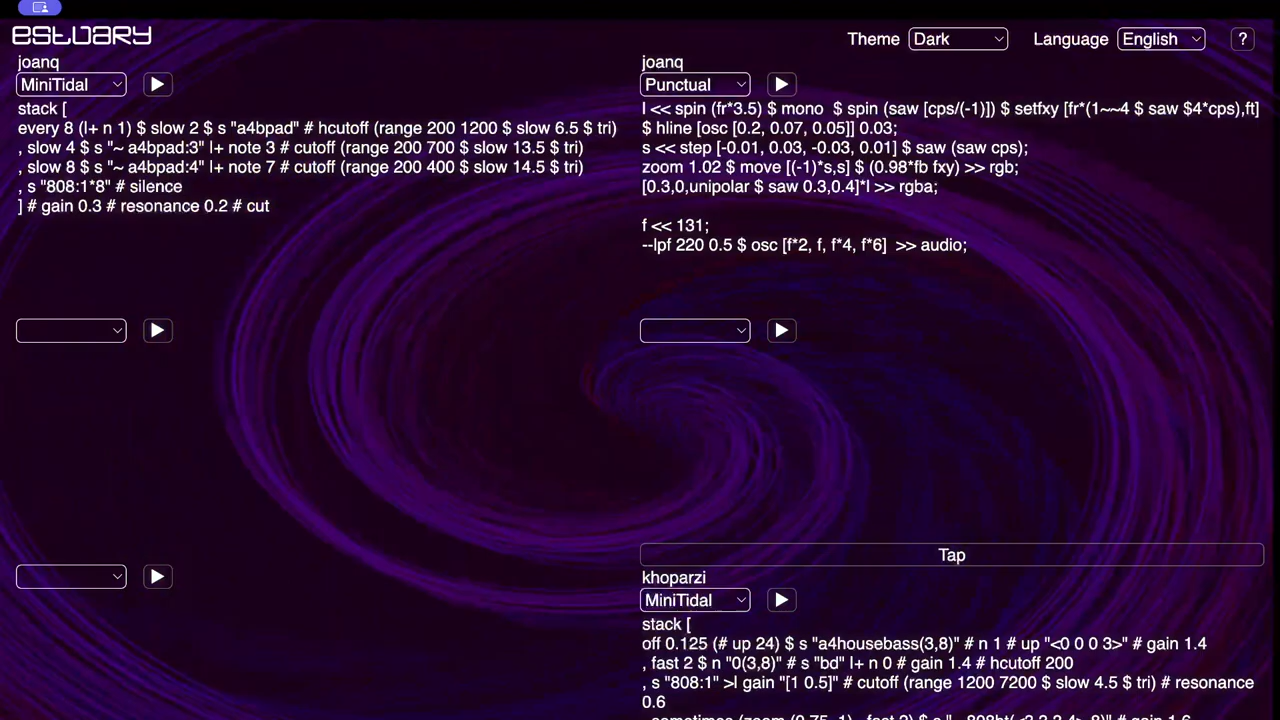 ESTUARY
Theme Dark Language English ?
joanq
MiniTidal
stack [
every 8 (|+ n 1) $ slow 2 $ s "a4bpad" # hcutoff (range 200 1200 $ slow 6.5 $ tri)
, slow 4 $ s "~ a4bpad:3" |+ note 3 # cutoff (range 200 700 $ slow 13.5 $ tri)
, slow 8 $ s "~ a4bpad:4" |+ note 7 # cutoff (range 200 400 $ slow 14.5 $ tri)
, s "808:1*8" # silence
] # gain 0.3 # resonance 0.2 # cut
joanq
Punctual
l << spin (fr*3.5) $ mono  $ spin (saw [cps/(-1)]) $ setfxy [fr*(1~~4 $ saw $4*cps),ft]
$ hline [osc [0.2, 0.07, 0.05]] 0.03;
s << step [-0.01, 0.03, -0.03, 0.01] $ saw (saw cps);
zoom 1.02 $ move [(-1)*s,s] $ (0.98*fb fxy) >> rgb;
[0.3,0,unipolar $ saw 0.3,0.4]*l >> rgba;
f << 131;
--lpf 220 0.5 $ osc [f*2, f, f*4, f*6]  >> audio;
Tap
khoparzi
MiniTidal
stack [
off 0.125 (# up 24) $ s "a4housebass(3,8)" # n 1 # up "<0 0 0 3>" # gain 1.4
, fast 2 $ n "0(3,8)" # s "bd" |+ n 0 # gain 1.4 # hcutoff 200
, s "808:1" >| gain "[1 0.5]" # cutoff (range 1200 7200 $ slow 4.5 $ tri) # resonance
0.6